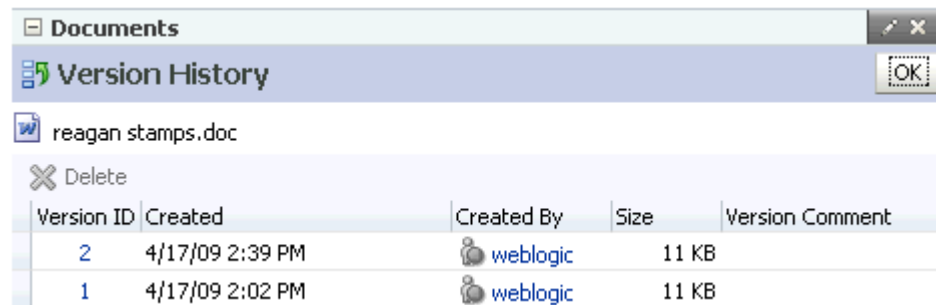 Documents
Version History OK
reagan stamps.doc
Delete
Version ID Created Created By Size Version Comment
2 4/17/09 2:39 PM weblogic 11 KB
1 4/17/09 2:02 PM weblogic 11 KB